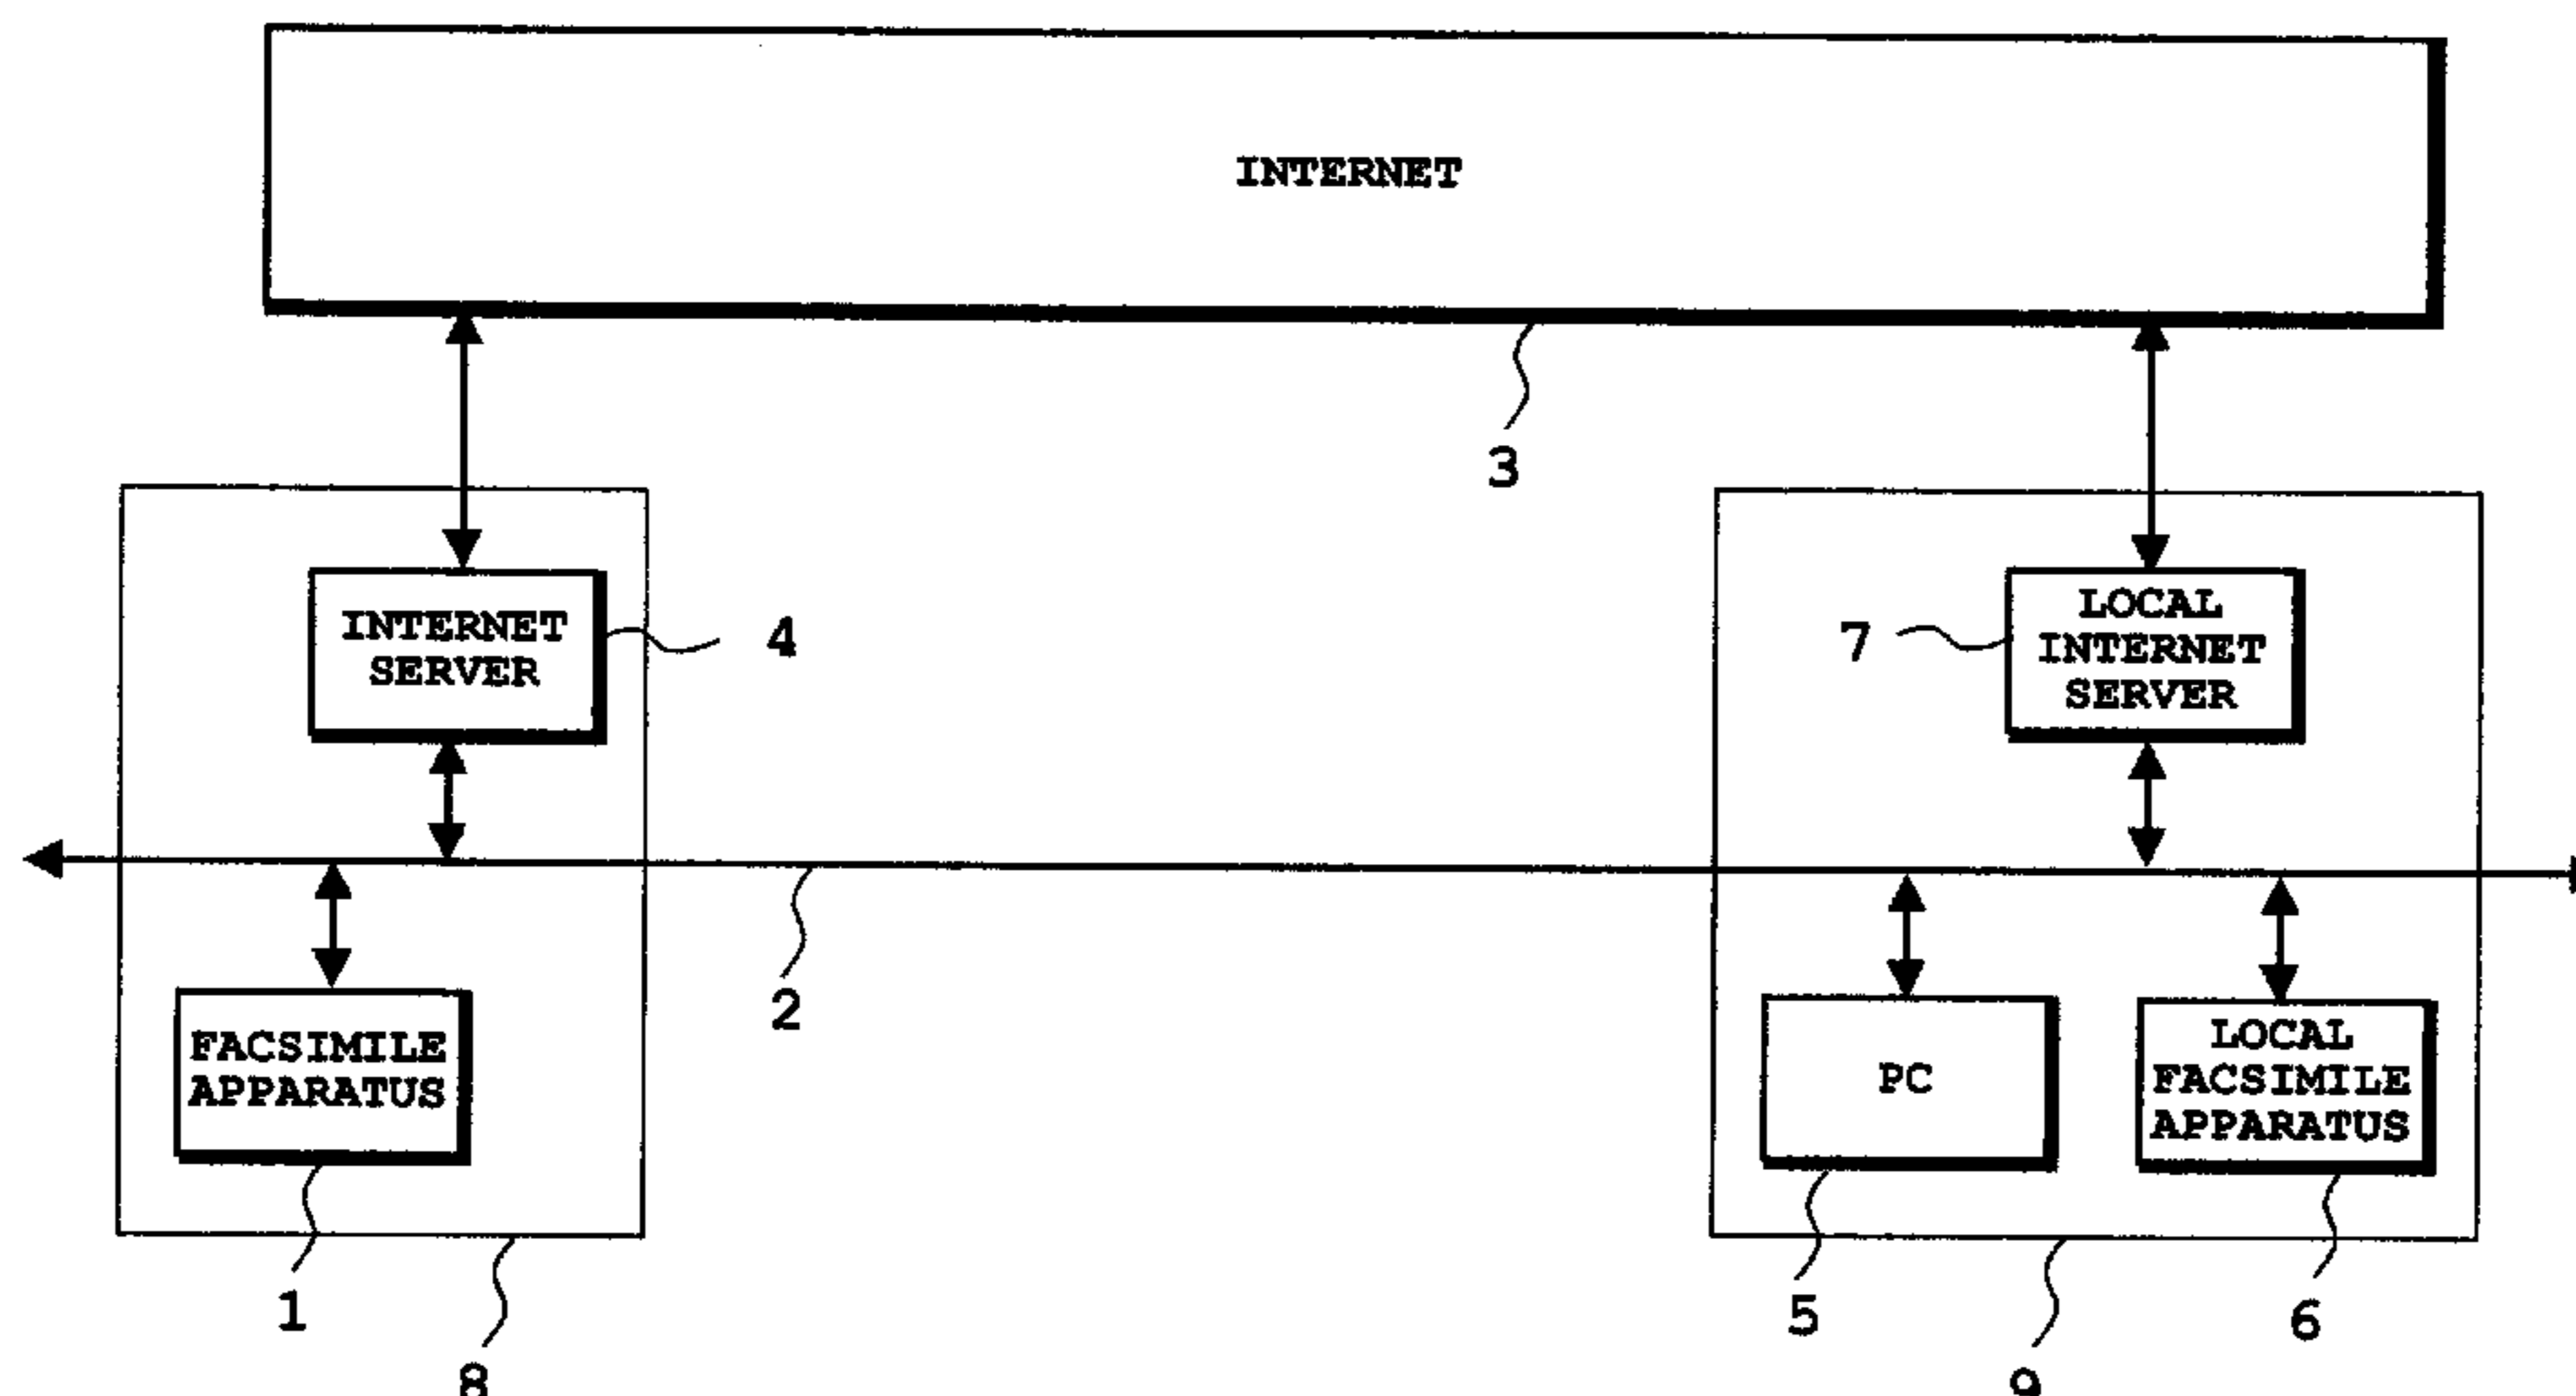 INTERNET
3
INTERNET
SERVER
4
7
LOCAL
INTERNET
SERVER
2
FACSIMILE
APPARATUS
PC
LOCAL
FACSIMILE
APPARATUS
1
5
6
8
9